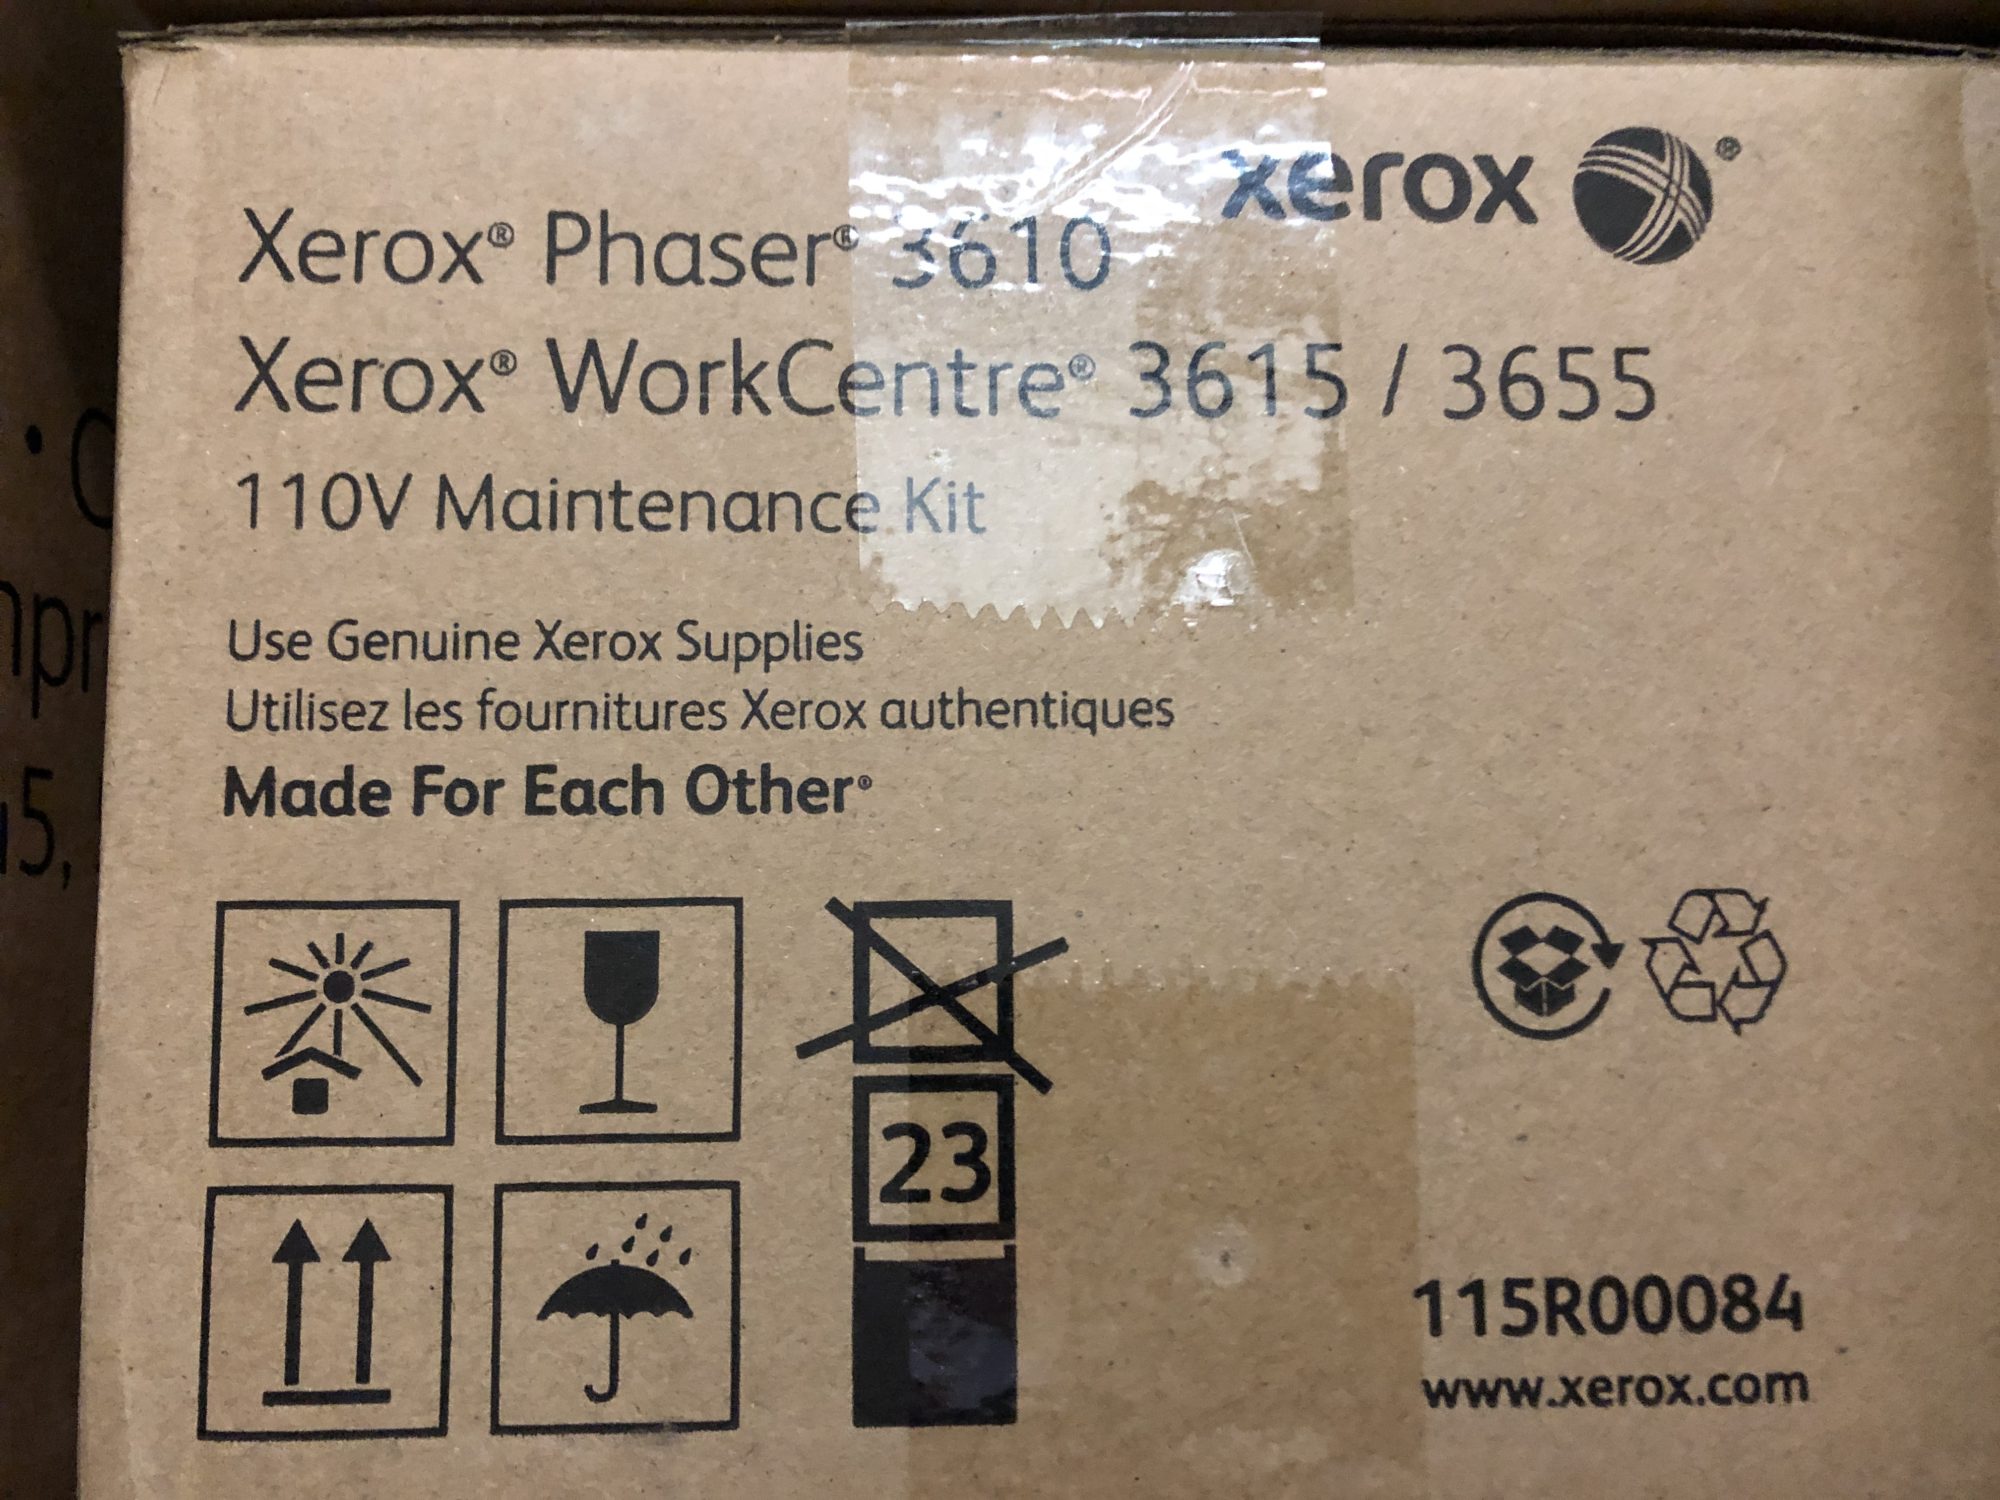 xerox ®
Xerox® Phaser® 3610
Xerox® WorkCentre® 3615 / 3655
110V Maintenance Kit
Use Genuine Xerox Supplies
Utilisez les fournitures Xerox authentiques
Made For Each Other®
23
115R00084
www.xerox.com